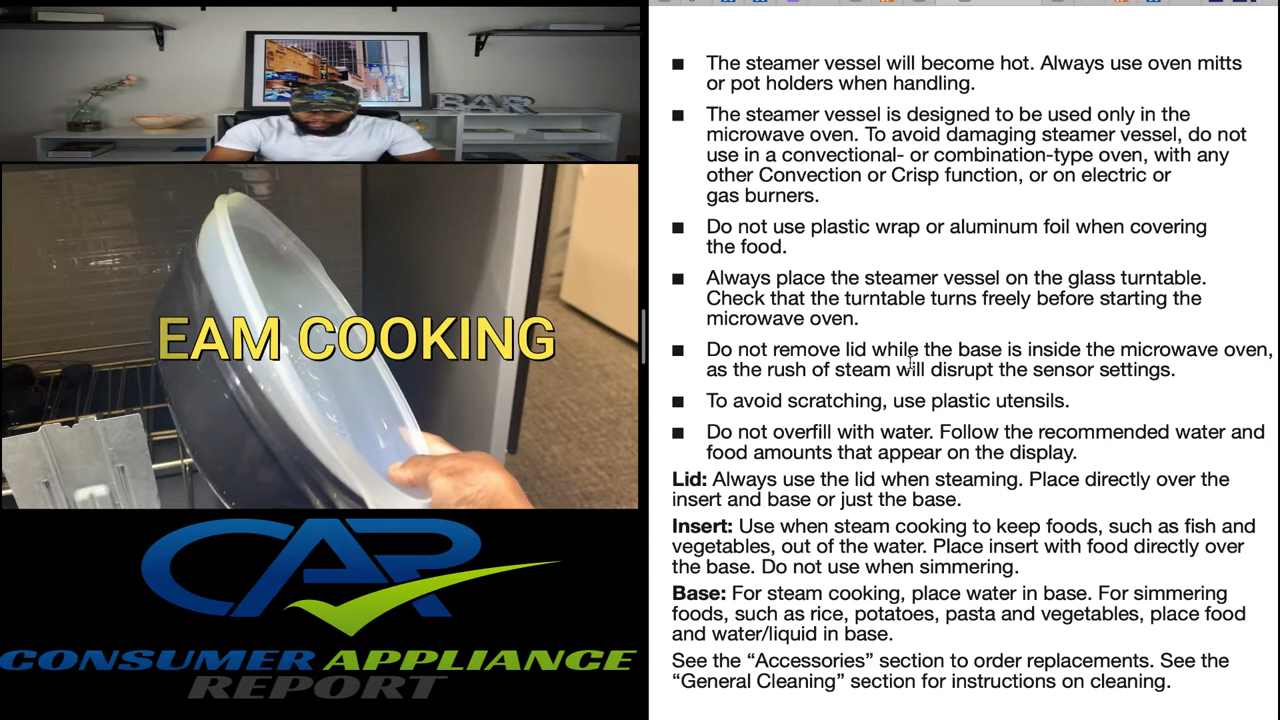 BAR
EAM COOKING
CAR
CONSUMER APPLIANCE
REPORT
■ The steamer vessel will become hot. Always use oven mitts
or pot holders when handling.
■ The steamer vessel is designed to be used only in the
microwave oven. To avoid damaging steamer vessel, do not
use in a convectional- or combination-type oven, with any
other Convection or Crisp function, or on electric or
gas burners.
■ Do not use plastic wrap or aluminum foil when covering
the food.
■ Always place the steamer vessel on the glass turntable.
Check that the turntable turns freely before starting the
microwave oven.
■ Do not remove lid while the base is inside the microwave oven,
as the rush of steam will disrupt the sensor settings.
■ To avoid scratching, use plastic utensils.
■ Do not overfill with water. Follow the recommended water and
food amounts that appear on the display.
Lid: Always use the lid when steaming. Place directly over the
insert and base or just the base.
Insert: Use when steam cooking to keep foods, such as fish and
vegetables, out of the water. Place insert with food directly over
the base. Do not use when simmering.
Base: For steam cooking, place water in base. For simmering
foods, such as rice, potatoes, pasta and vegetables, place food
and water/liquid in base.
See the “Accessories” section to order replacements. See the
“General Cleaning” section for instructions on cleaning.